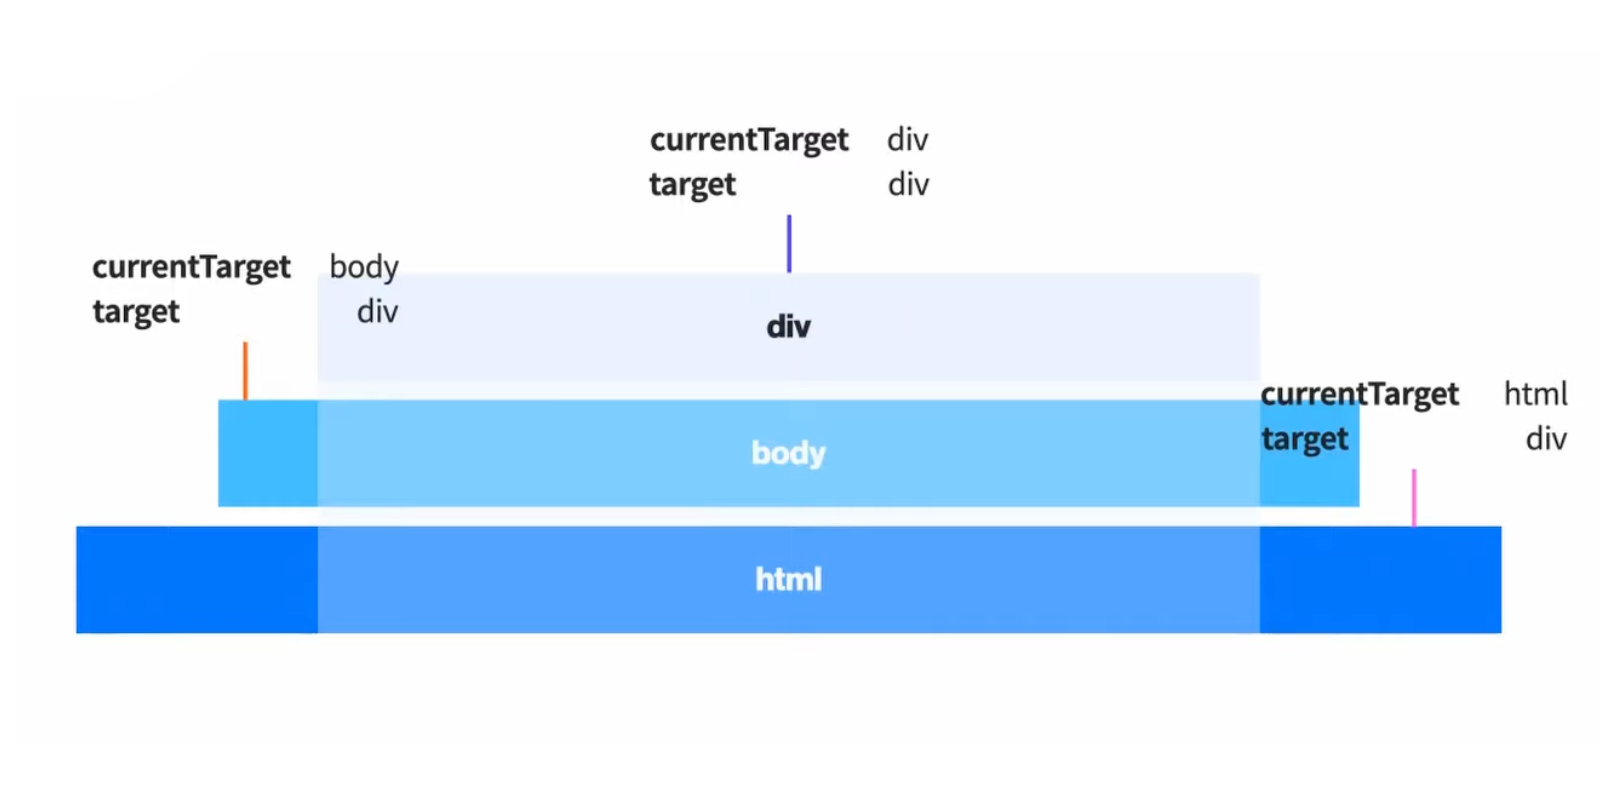 currentTarget div
target div
currentTarget body
target div
div
currentTarget html
target div
body
html